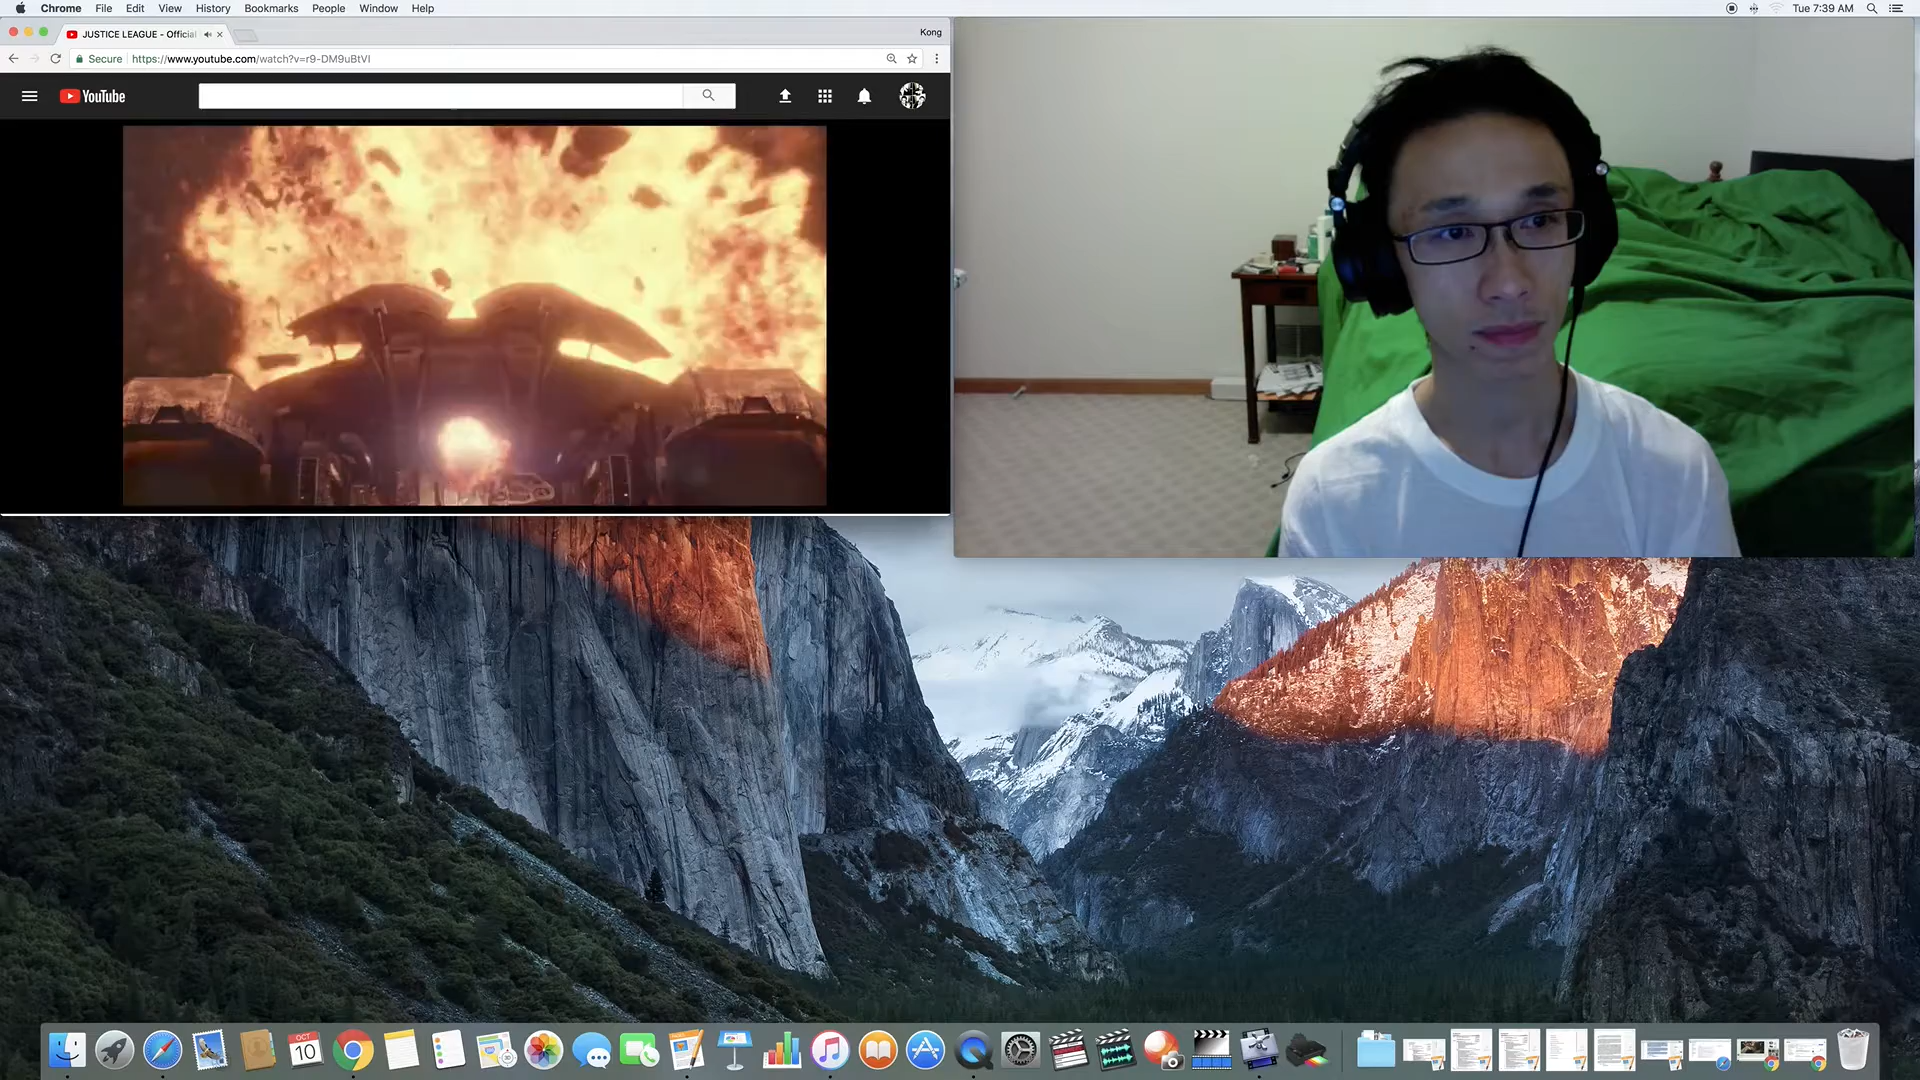 Chrome File Edit View History Bookmarks People Window Help
Tue 7:39 AM
JUSTICE LEAGUE - Official
Kong
Secure https://www.youtube.com/watch?v=r9-DM9uBtVI
YouTube
OCT
10